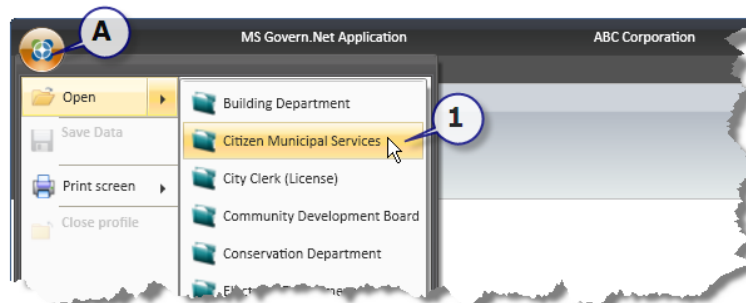 A
MS Govern.Net Application
ABC Corporation
Open
Building Department
1
Save Data
Citizen Municipal Services
Print screen
City Clerk (License)
Close profile
Community Development Board
Conservation Department